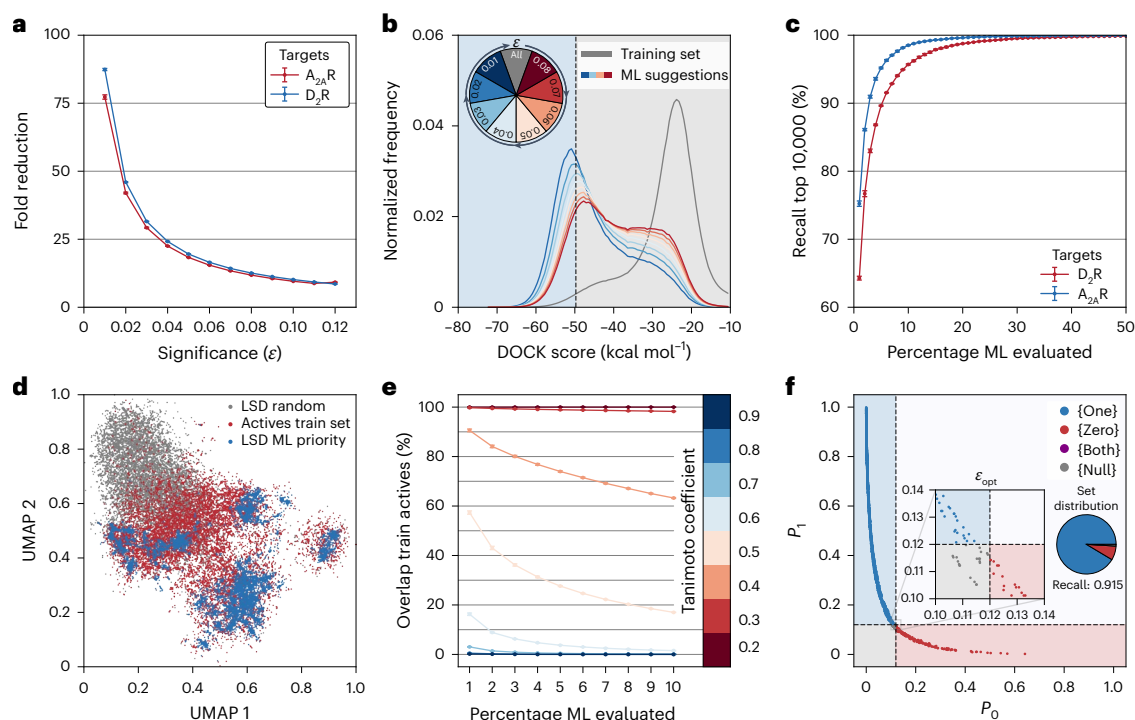 a
100
75
50
25
0
Fold reduction
0.02
0.04
0.06
0.08
0.10
0.12
Significance (ε)
Targets
A2AR
D2R
b
0.06
0.04
0.02
0
Normalized frequency
−80
−70
−60
−50
−40
−30
−20
−10
DOCK score (kcal mol−1)
ε
All
0.08
0.07
0.06
0.05
0.04
0.03
0.02
0.01
Training set
ML suggestions
c
100
90
80
70
60
Recall top 10,000 (%)
0
10
20
30
40
50
Percentage ML evaluated
Targets
D2R
A2AR
d
1.0
0.8
0.6
0.4
0.2
0
UMAP 2
0
0.2
0.4
0.6
0.8
1.0
UMAP 1
LSD random
Actives train set
LSD ML priority
e
100
80
60
40
20
0
Overlap train actives (%)
1
2
3
4
5
6
7
8
9
10
Percentage ML evaluated
Tanimoto coefficient
0.9
0.8
0.7
0.6
0.5
0.4
0.3
0.2
f
1.0
0.8
0.6
0.4
0.2
0
P1
0
0.2
0.4
0.6
0.8
1.0
P0
{One}
{Zero}
{Both}
{Null}
εopt
0.14
0.13
0.12
0.11
0.10
0.10
0.11
0.12
0.13
0.14
Set
distribution
Recall: 0.915